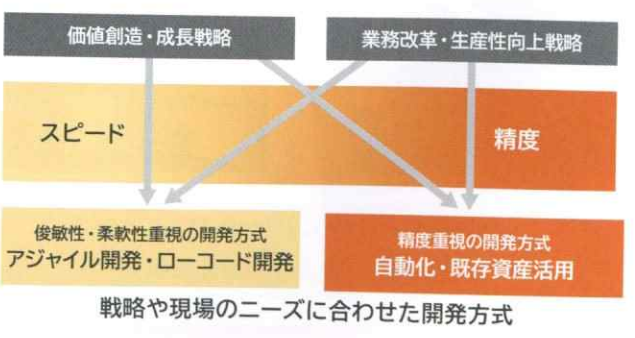 価値創造・成長戦略
業務改革・生産性向上戦略
スピード
精度
俊敏性・柔軟性重視の開発方式
アジャイル開発・ローコード開発
精度重視の開発方式
自動化・既存資産活用
戦略や現場のニーズに合わせた開発方式